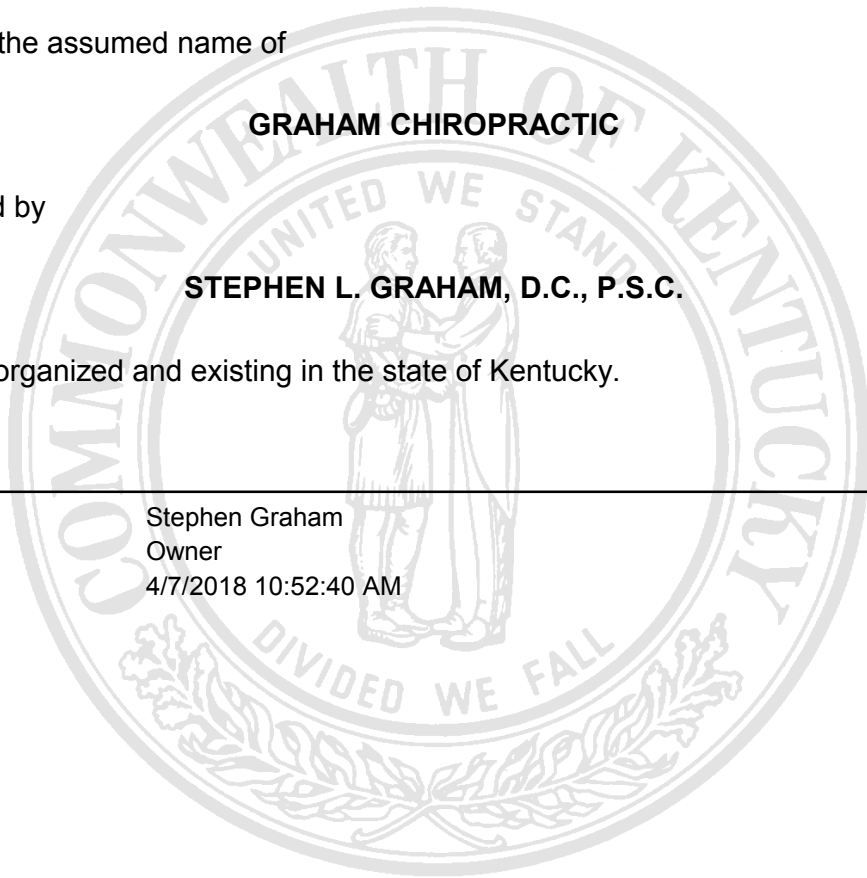 the assumed name of
GRAHAM CHIROPRACTIC
d by
STEPHEN L. GRAHAM, D.C., P.S.C.
organized and existing in the state of Kentucky.
Stephen Graham
Owner
4/7/2018 10:52:40 AM
COMMONWEALTH OF KENTUCKY
UNITED WE STAND
DIVIDED WE FALL